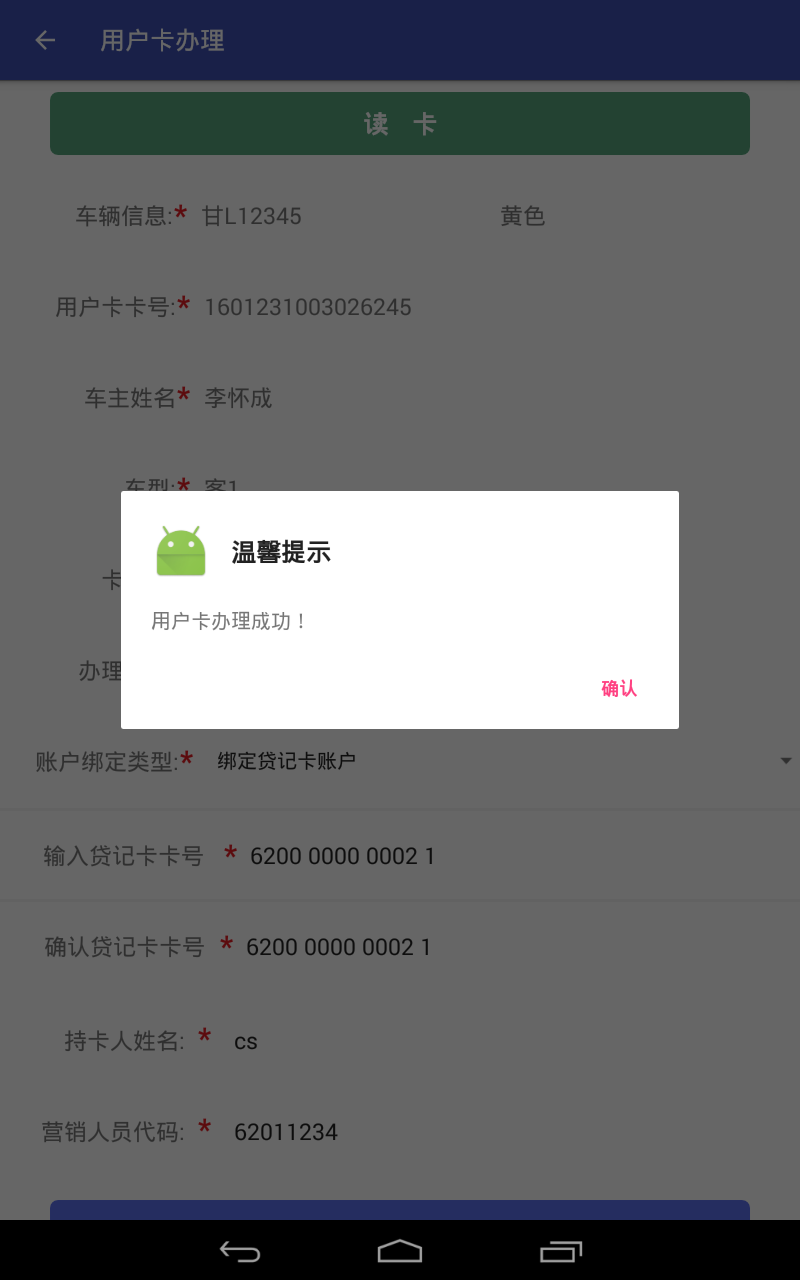 用户卡办理
读 卡
车辆信息:* 甘L12345 黄色
用户卡卡号:* 1601231003026245
车主姓名* 李怀成
车型:* 客1
温馨提示
卡
用户卡办理成功！
办理
确认
账户绑定类型:* 绑定贷记卡账户
输入贷记卡卡号 * 6200 0000 0002 1
确认贷记卡卡号 * 6200 0000 0002 1
持卡人姓名: * cs
营销人员代码: * 62011234